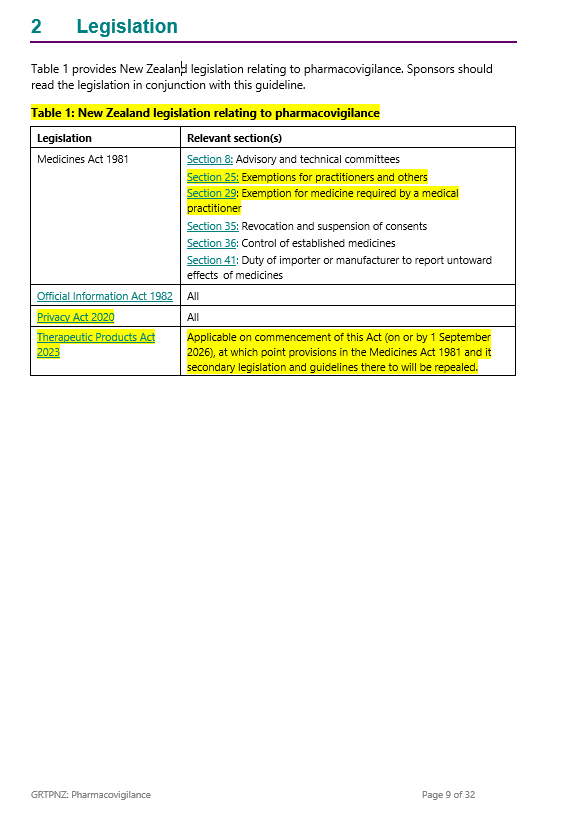 2 Legislation
Table 1 provides New Zealand legislation relating to pharmacovigilance. Sponsors should
read the legislation in conjunction with this guideline.
Table 1: New Zealand legislation relating to pharmacovigilance
Legislation
Relevant section(s)
Medicines Act 1981
Section 8: Advisory and technical committees
Section 25: Exemptions for practitioners and others
Section 29: Exemption for medicine required by a medical
practitioner
Section 35: Revocation and suspension of consents
Section 36: Control of established medicines
Section 41: Duty of importer or manufacturer to report untoward
effects of medicines
Official Information Act 1982
All
Privacy Act 2020
All
Therapeutic Products Act
2023
Applicable on commencement of this Act (on or by 1 September
2026), at which point provisions in the Medicines Act 1981 and it
secondary legislation and guidelines there to will be repealed.
GRTPNZ: Pharmacovigilance
Page 9 of 32